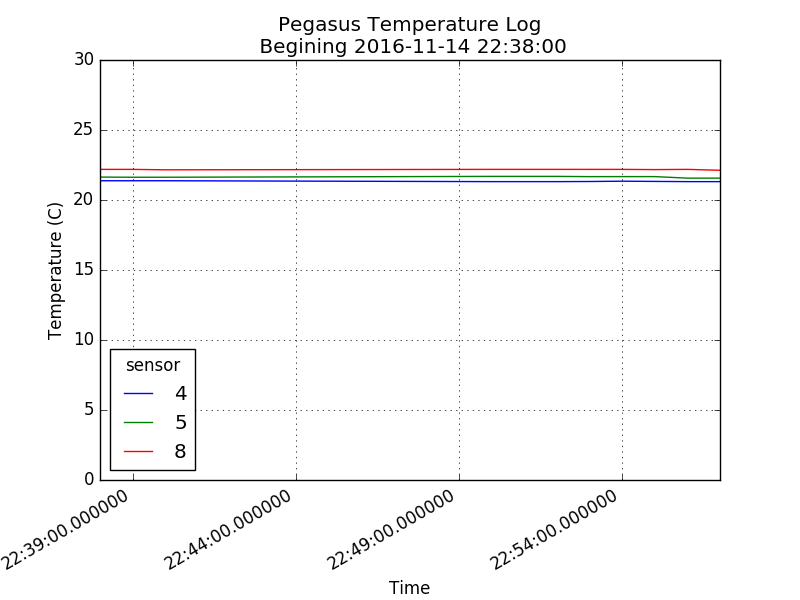 Pegasus Temperature Log
Begining 2016-11-14 22:38:00
30
25
20
15
10
5
0
Temperature (C)
sensor
4
5
8
22:39:00.000000
22:44:00.000000
22:49:00.000000
22:54:00.000000
Time